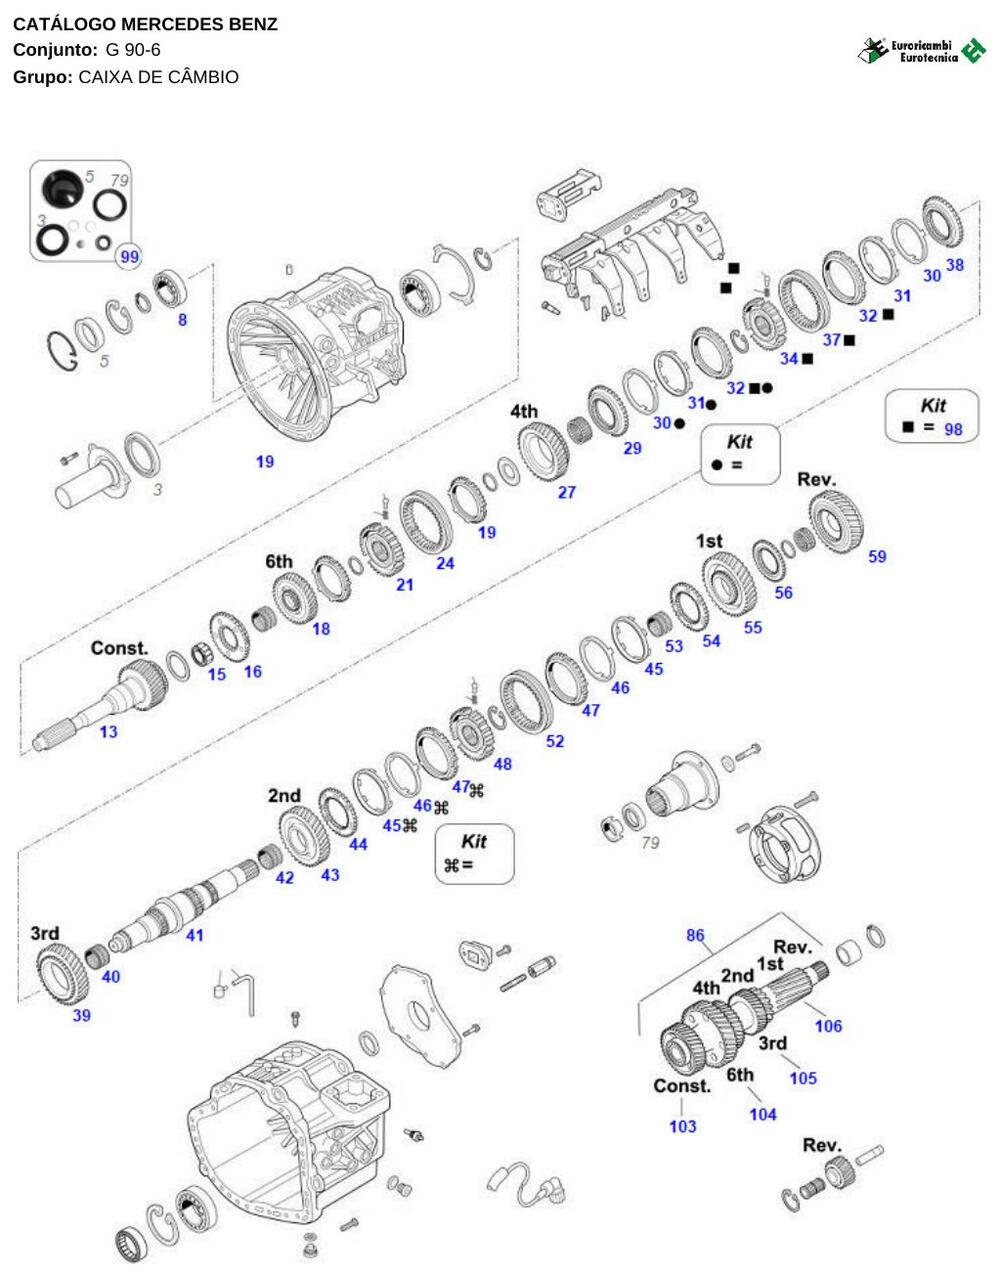 CATÁLOGO MERCEDES BENZ
Conjunto: G 90-6
Grupo: CAIXA DE CÂMBIO
Euroricambi
Eurotecnica
ET
5
79
3
99
8
5
3
19
38
30
31
32 ■
37 ■
34 ■
32 ■●
31 ●
30 ●
29
4th
27
Kit
● =
Kit
■ = 98
19
24
21
6th
18
16
15
Const.
13
Rev.
59
1st
56
55
54
53
45
46
47
52
48
47 ⌘
46 ⌘
45 ⌘
44
2nd
43
42
Kit
⌘ =
41
3rd
40
39
79
86
Rev.
1st
2nd
4th
106
3rd
105
6th
104
Const.
103
Rev.